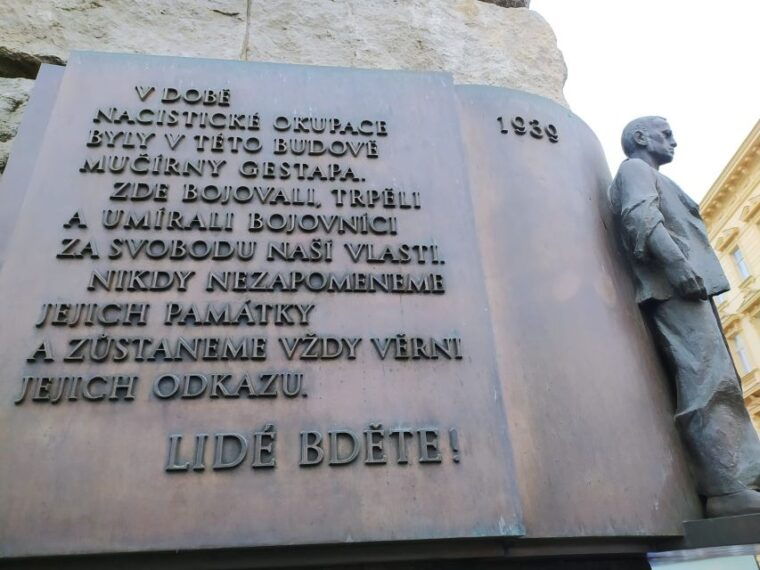 V DOBĚ
NACISTICKÉ OKUPACE
BYLY V TÉTO BUDOVĚ
MUČÍRNY GESTAPA.
ZDE BOJOVALI, TRPĚLI
A UMÍRALI BOJOVNÍCI
ZA SVOBODU NAŠÍ VLASTI.
NIKDY NEZAPOMENEME
JEJICH PAMÁTKY
A ZŮSTANEME VŽDY VĚRNI
JEJICH ODKAZU.
LIDÉ BDĚTE!
1939